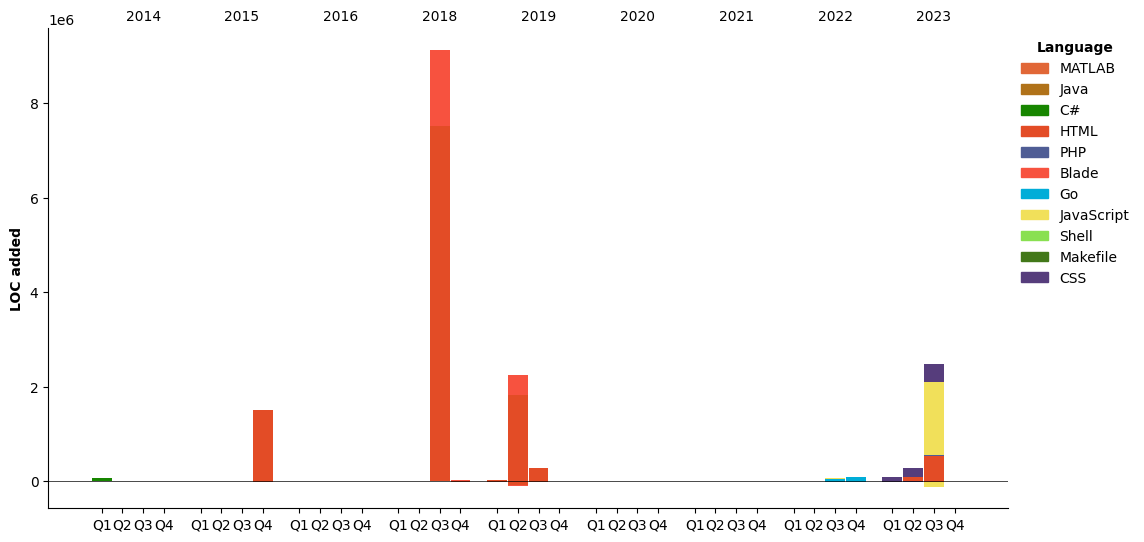 1e6
2014 2015 2016 2018 2019 2020 2021 2022 2023
Language
MATLAB
Java
C#
HTML
PHP
Blade
Go
JavaScript
Shell
Makefile
CSS
LOC added
8
6
4
2
0
Q1 Q2 Q3 Q4 Q1 Q2 Q3 Q4 Q1 Q2 Q3 Q4 Q1 Q2 Q3 Q4 Q1 Q2 Q3 Q4 Q1 Q2 Q3 Q4 Q1 Q2 Q3 Q4 Q1 Q2 Q3 Q4 Q1 Q2 Q3 Q4